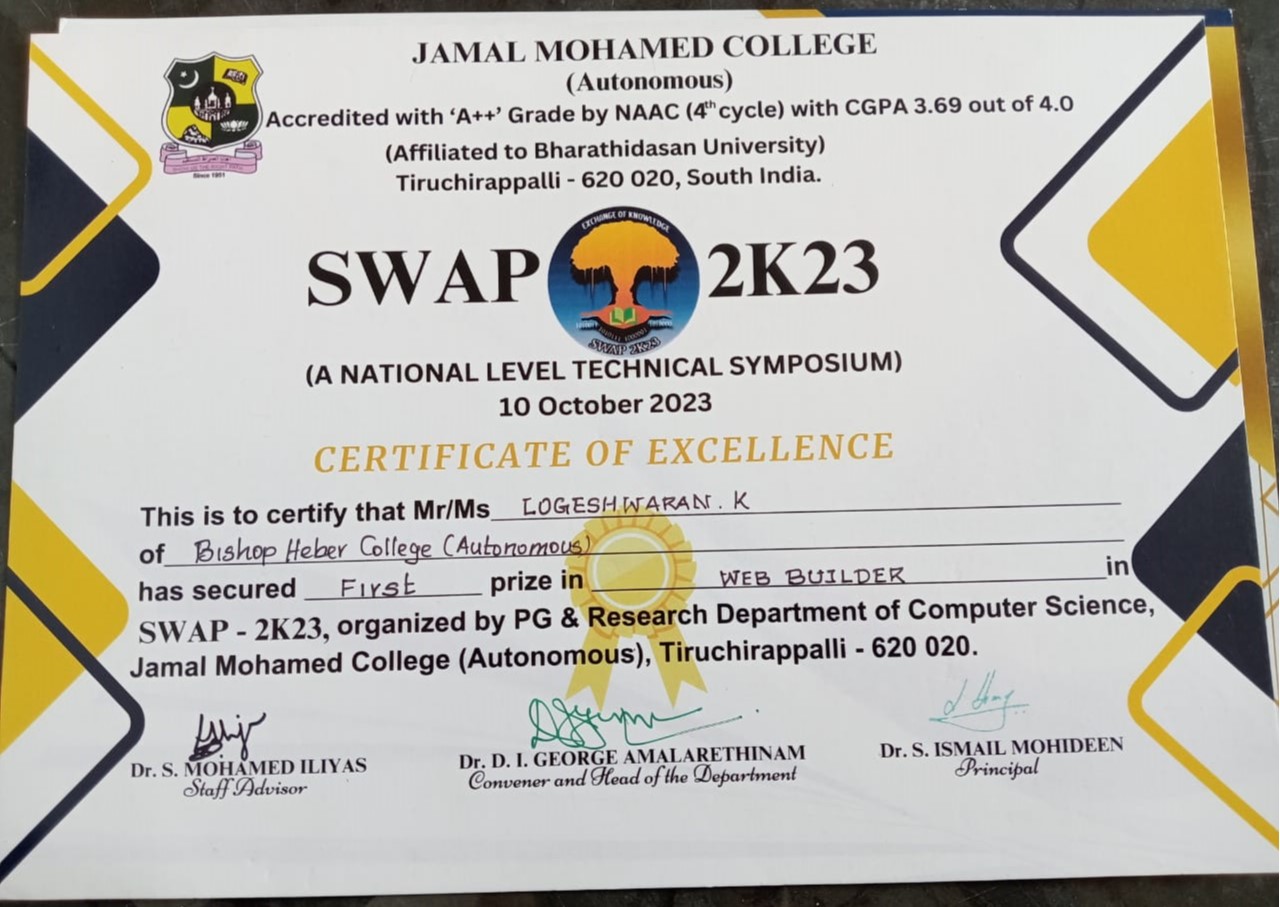 JAMAL MOHAMED COLLEGE
(Autonomous)
Accredited with ‘A++’ Grade by NAAC (4th cycle) with CGPA 3.69 out of 4.0
(Affiliated to Bharathidasan University)
Tiruchirappalli - 620 020, South India.
Since 1951
EXCHANGE OF KNOWLEDGE
SWAP 2K23
SWAP 2K23
(A NATIONAL LEVEL TECHNICAL SYMPOSIUM)
10 October 2023
CERTIFICATE OF EXCELLENCE
This is to certify that Mr/Ms LOGESHWARAN. K
of Bishop Heber College (Autonomous)
has secured First prize in WEB BUILDER in
SWAP - 2K23, organized by PG & Research Department of Computer Science,
Jamal Mohamed College (Autonomous), Tiruchirappalli - 620 020.
Dr. S. MOHAMED ILIYAS
Staff Advisor
Dr. D. I. GEORGE AMALARETHINAM
Convener and Head of the Department
Dr. S. ISMAIL MOHIDEEN
Principal